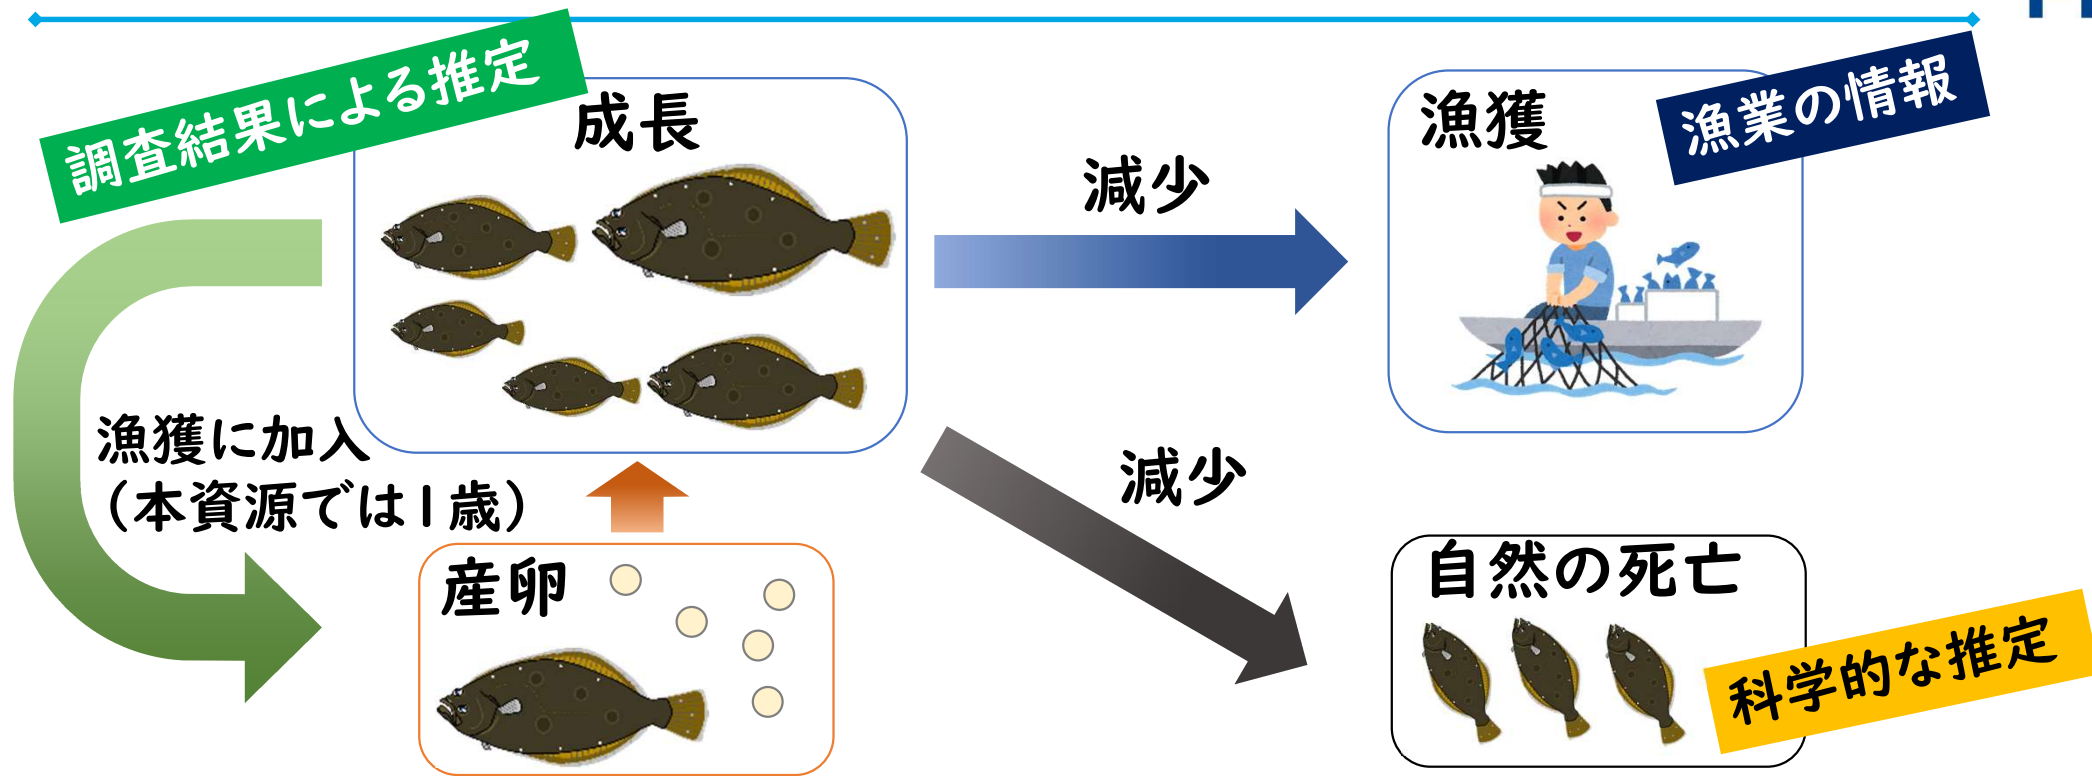 調査結果による推定
成長
減少
漁獲
漁業の情報
漁獲に加入
（本資源では1歳）
減少
産卵
自然の死亡
科学的な推定